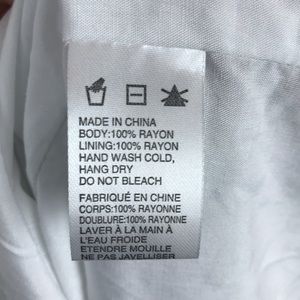 MADE IN CHINA
BODY:100% RAYON
LINING:100% RAYON
HAND WASH COLD,
HANG DRY
DO NOT BLEACH
FABRIQUÉ EN CHINE
CORPS:100% RAYONNE
DOUBLURE:100% RAYONNE
LAVER À LA MAIN À
L'EAU FROIDE
ETENDRE MOUILLE
NE PAS JAVELLISER